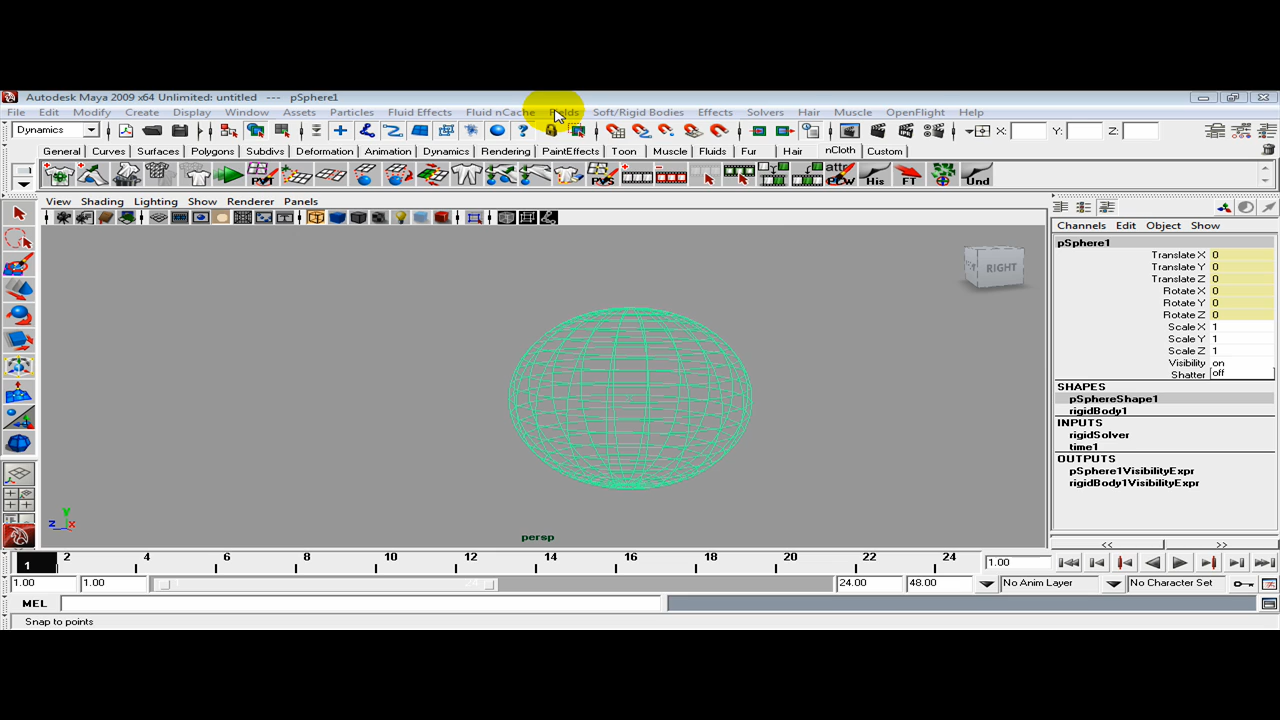 Autodesk Maya 2009 x64 Unlimited: untitled --- pSphere1
File Edit Modify Create Display Window Assets Particles Fluid Effects Fluid nCache Fields Soft/Rigid Bodies Effects Solvers Hair Muscle OpenFlight Help
Dynamics X: Y: Z:
General Curves Surfaces Polygons Subdivs Deformation Animation Dynamics Rendering PaintEffects Toon Muscle Fluids Fur Hair nCloth Custom
PVT PVS attr PCW His FT Und
View Shading Lighting Show Renderer Panels
Channels Edit Object Show
pSphere1
Translate X 0
Translate Y 0
Translate Z 0
Rotate X 0
Rotate Y 0
Rotate Z 0
Scale X 1
Scale Y 1
Scale Z 1
Visibility on
Shatter off
SHAPES
pSphereShape1
rigidBody1
INPUTS
rigidSolver
time1
OUTPUTS
pSphere1VisibilityExpr
rigidBody1VisibilityExpr
RIGHT
y
z x
persp
<< >>
1 2 4 6 8 10 12 14 16 18 20 22 24 1.00
1.00 1.00 1 24 24.00 48.00 No Anim Layer No Character Set
MEL
Snap to points